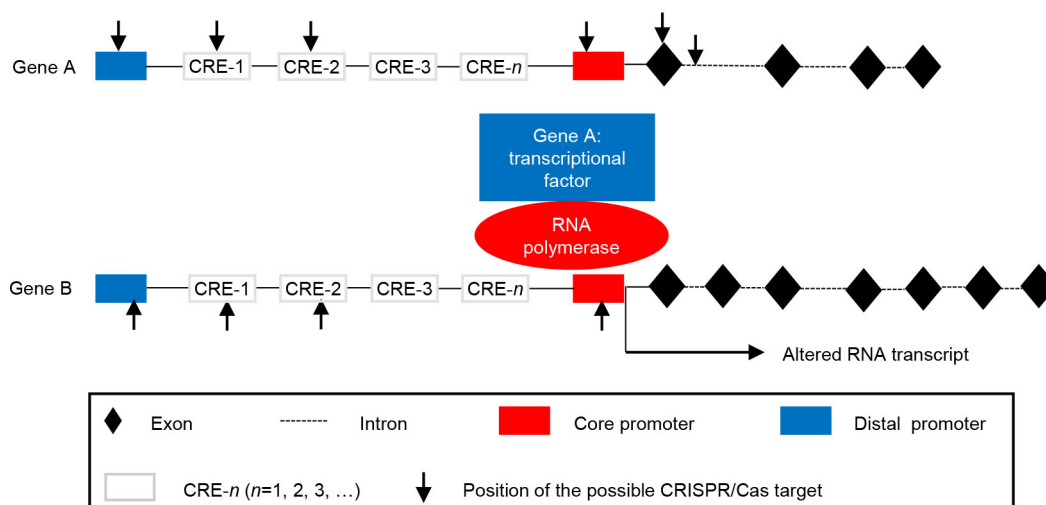 Gene A
CRE-1 CRE-2 CRE-3 CRE-n
Gene A:
transcriptional
factor
RNA
polymerase
Gene B
CRE-1 CRE-2 CRE-3 CRE-n
Altered RNA transcript
Exon Intron Core promoter Distal promoter
CRE-n (n=1, 2, 3, …) Position of the possible CRISPR/Cas target